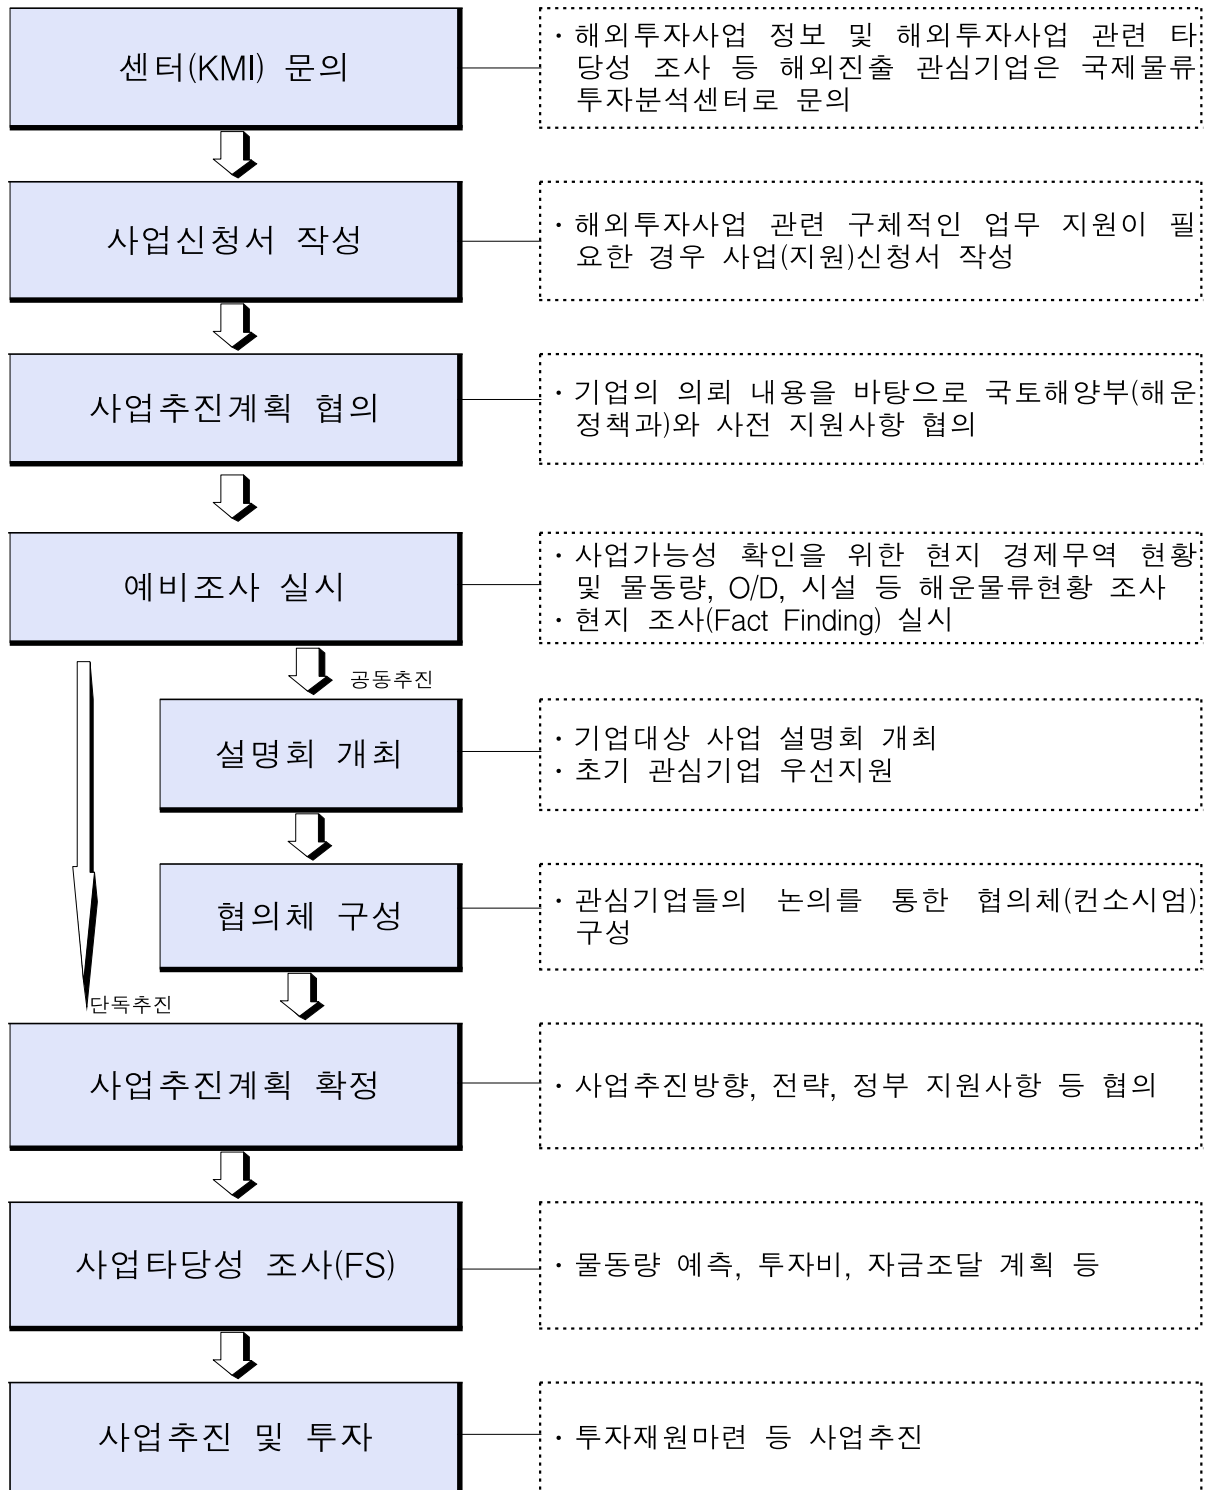 센터(KMI) 문의
· 해외투자사업 정보 및 해외투자사업 관련 타
당성 조사 등 해외진출 관심기업은 국제물류
투자분석센터로 문의
사업신청서 작성
· 해외투자사업 관련 구체적인 업무 지원이 필
요한 경우 사업(지원)신청서 작성
사업추진계획 협의
· 기업의 의뢰 내용을 바탕으로 국토해양부(해운
정책과)와 사전 지원사항 협의
예비조사 실시
· 사업가능성 확인을 위한 현지 경제무역 현황
및 물동량, O/D, 시설 등 해운물류현황 조사
· 현지 조사(Fact Finding) 실시
공동추진
설명회 개최
· 기업대상 사업 설명회 개최
· 초기 관심기업 우선지원
협의체 구성
· 관심기업들의 논의를 통한 협의체(컨소시엄)
구성
단독추진
사업추진계획 확정
· 사업추진방향, 전략, 정부 지원사항 등 협의
사업타당성 조사(FS)
· 물동량 예측, 투자비, 자금조달 계획 등
사업추진 및 투자
· 투자재원마련 등 사업추진